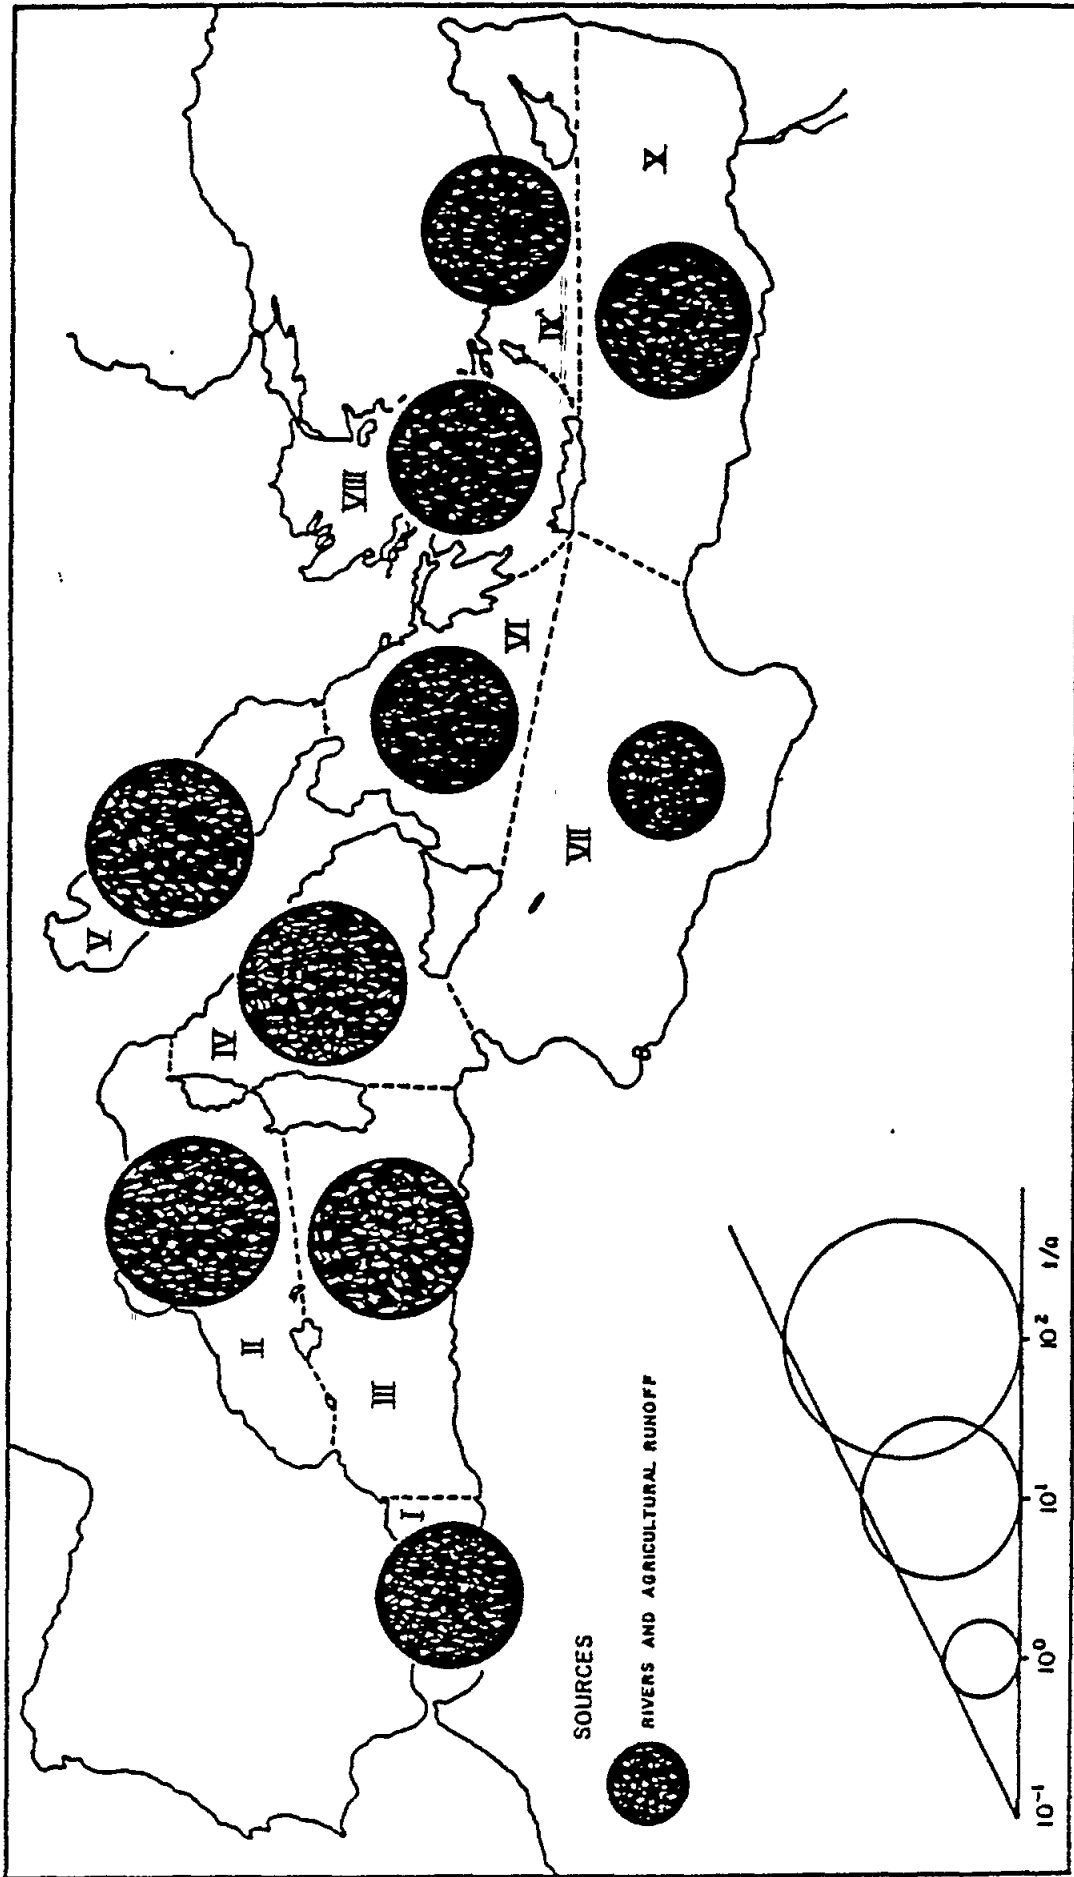 I
II
III
IV
V
VI
VII
VIII
IX
X
SOURCES
RIVERS AND AGRICULTURAL RUNOFF
10⁻¹ 10⁰ 10¹ 10² t/a